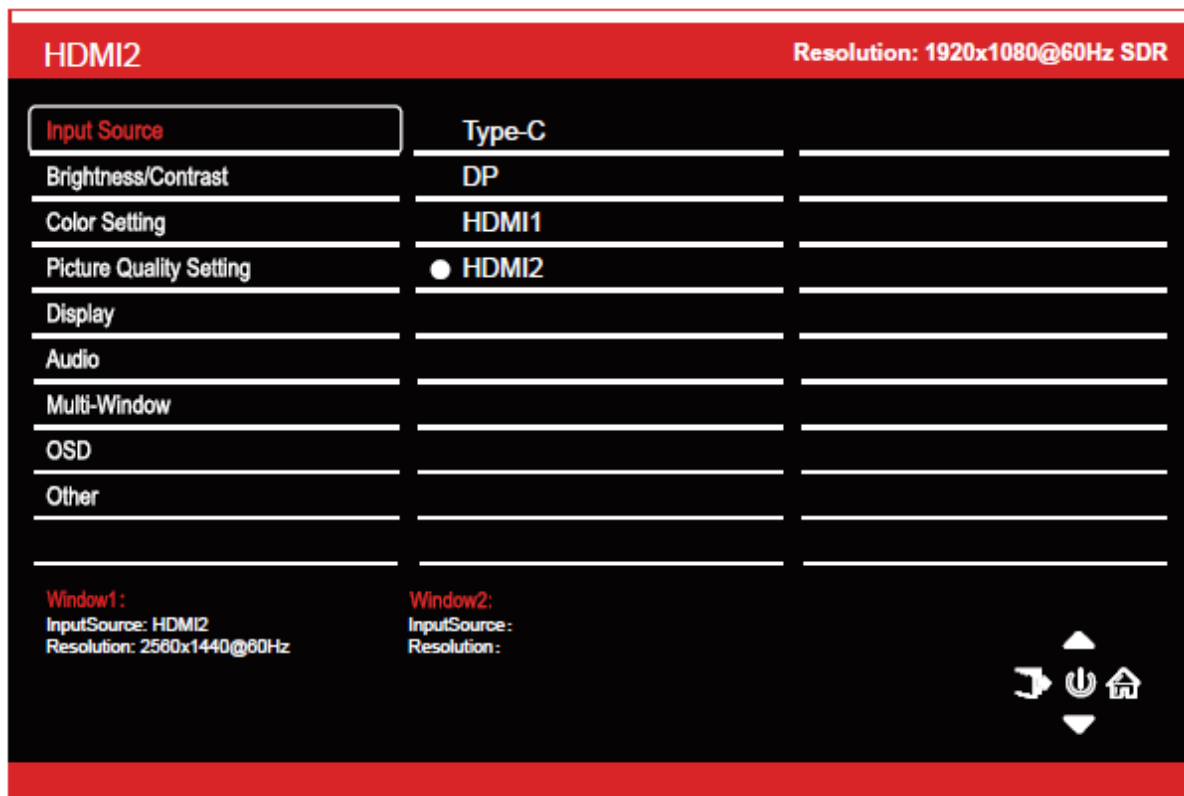 HDMI2
Resolution: 1920x1080@60Hz SDR
Input Source
Type-C
Brightness/Contrast
DP
Color Setting
HDMI1
Picture Quality Setting
HDMI2
Display
Audio
Multi-Window
OSD
Other
Window1:
InputSource: HDMI2
Resolution: 2560x1440@60Hz
Window2:
InputSource:
Resolution: